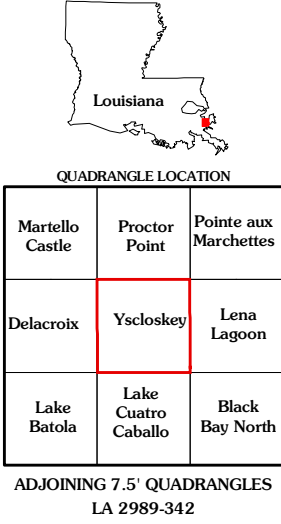 Louisiana
QUADRANGLE LOCATION
Martello
Castle
Proctor
Point
Pointe aux
Marchettes
Delacroix
Yscloskey
Lena
Lagoon
Lake
Batola
Lake
Cuatro
Caballo
Black
Bay North
ADJOINING 7.5' QUADRANGLES
LA 2989-342